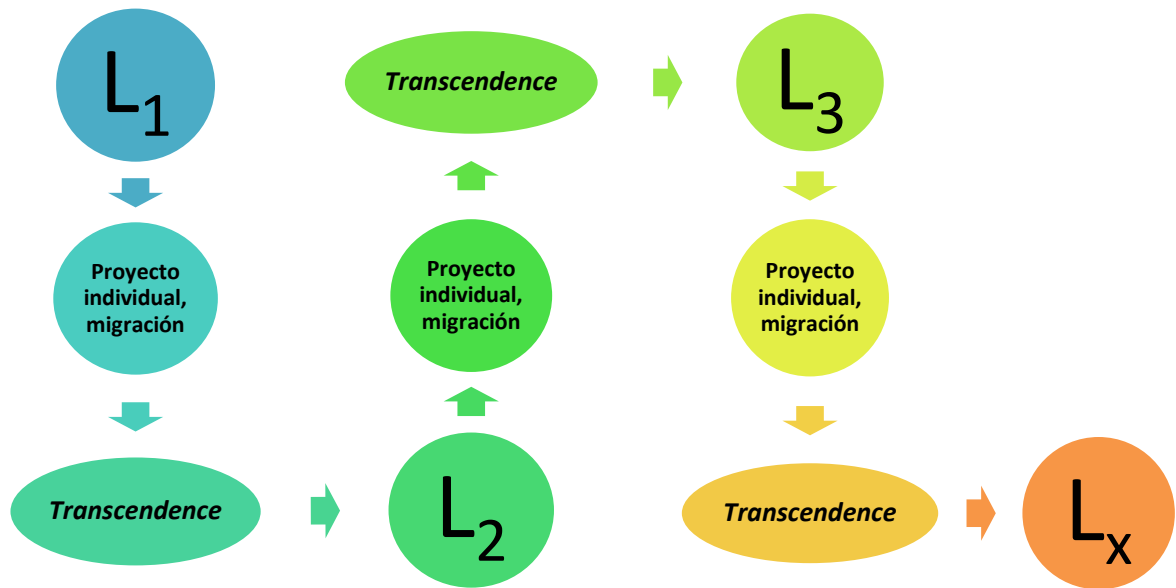 L₁
Proyecto
individual,
migración
Transcendence
L₂
Proyecto
individual,
migración
Transcendence
L₃
Proyecto
individual,
migración
Transcendence
Lₓ